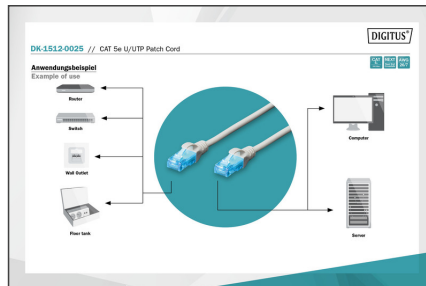 DIGITUS®
DK-1512-0025 // CAT 5e U/UTP Patch Cord
Anwendungsbeispiel
Example of use
Router
Switch
Wall Outlet
Floor tank
Computer
Server